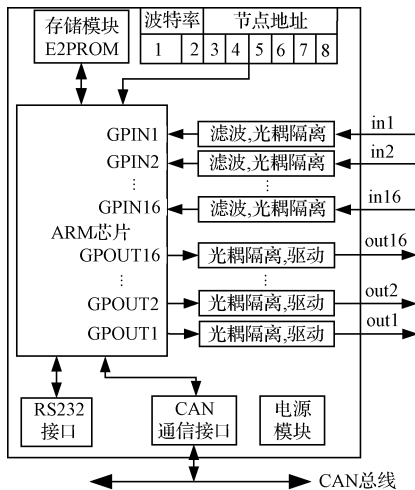 存储模块
E2PROM
波特率 节点地址
1 2 3 4 5 6 7 8
GPIN1 滤波,光耦隔离 in1
GPIN2 滤波,光耦隔离 in2
⋮ ⋮
GPIN16 滤波,光耦隔离 in16
ARM芯片
GPOUT16 光耦隔离,驱动 out16
⋮ ⋮
GPOUT2 光耦隔离,驱动 out2
GPOUT1 光耦隔离,驱动 out1
RS232
接口
CAN
通信接口
电源
模块
CAN总线